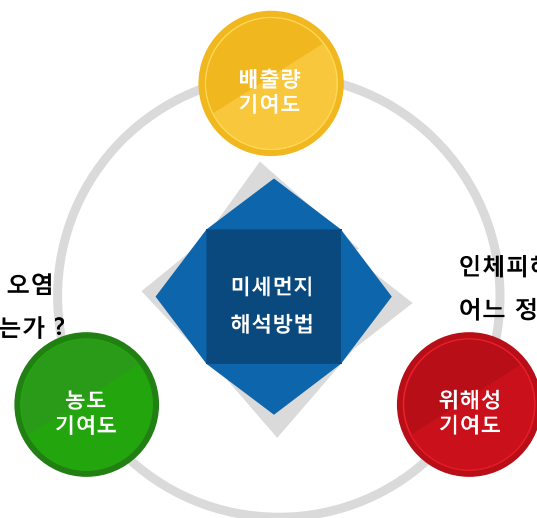 배출량
기여도
미세먼지
해석방법
오염
는가 ?
인체피해
어느 정
농도
기여도
위해성
기여도